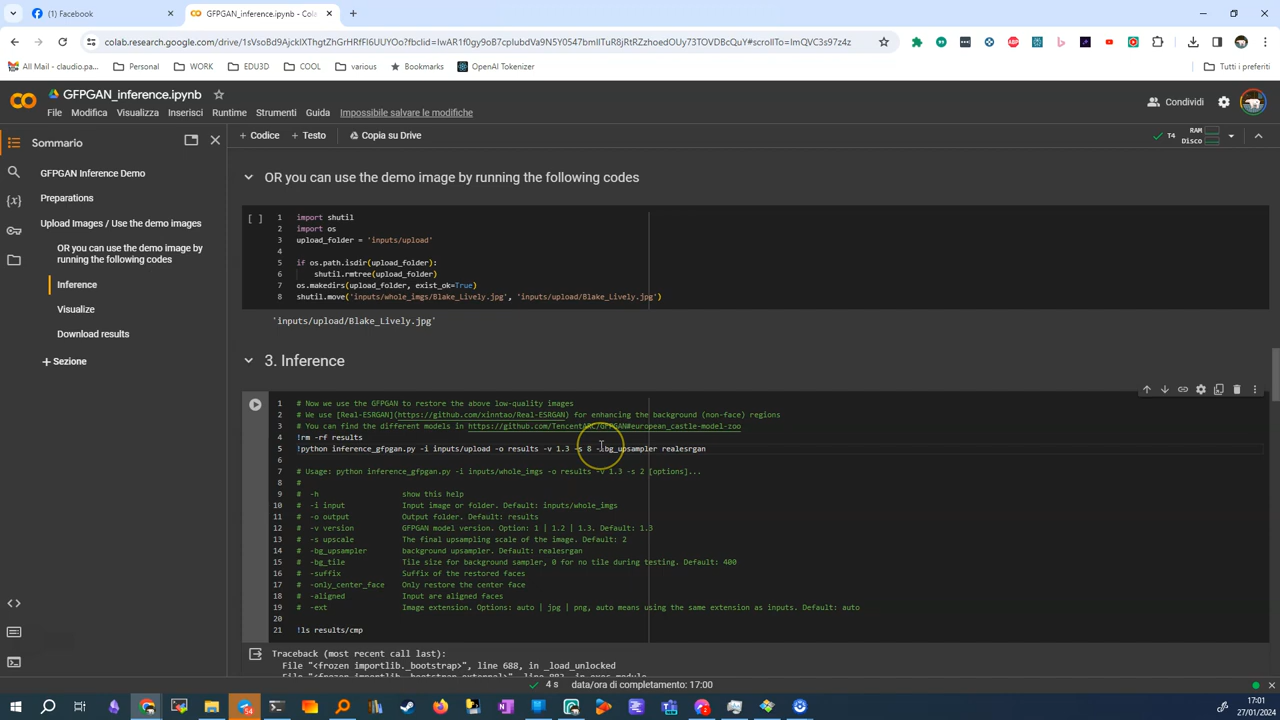 (1) Facebook
GFPGAN_inference.ipynb - Cola
colab.research.google.com/drive/1sVsoBd9AjckIXThgtZhGrHRfFI6UUYOo?fbclid=IwAR1f0gy9oB7cpIubdVa9N5Y0547bmIlTuR8jRtRZzhoedOUy73TOVDBcQuY#scrollTo=ImQVC3s97z4z
All Mail - claudio.pa...
Personal
WORK
EDU3D
COOL
various
Bookmarks
OpenAI Tokenizer
Tutti i preferiti
GFPGAN_inference.ipynb
File Modifica Visualizza Inserisci Runtime Strumenti Guida Impossibile salvare le modifiche
Condividi
Sommario
+ Codice + Testo Copia su Drive
T4
RAM
Disco
GFPGAN Inference Demo
Preparations
Upload Images / Use the demo images
OR you can use the demo image by
running the following codes
Inference
Visualize
Download results
+ Sezione
OR you can use the demo image by running the following codes
[ ]
1 import shutil
2 import os
3 upload_folder = 'inputs/upload'
4
5 if os.path.isdir(upload_folder):
6 shutil.rmtree(upload_folder)
7 os.makedirs(upload_folder, exist_ok=True)
8 shutil.move('inputs/whole_imgs/Blake_Lively.jpg', 'inputs/upload/Blake_Lively.jpg')
'inputs/upload/Blake_Lively.jpg'
3. Inference
1 # Now we use the GFPGAN to restore the above low-quality images
2 # We use [Real-ESRGAN](https://github.com/xinntao/Real-ESRGAN) for enhancing the background (non-face) regions
3 # You can find the different models in https://github.com/TencentARC/GFPGAN#european_castle-model-zoo
4 !rm -rf results
5 !python inference_gfpgan.py -i inputs/upload -o results -v 1.3 -s 8 --bg_upsampler realesrgan
6
7 # Usage: python inference_gfpgan.py -i inputs/whole_imgs -o results -v 1.3 -s 2 [options]...
8 #
9 # -h show this help
10 # -i input Input image or folder. Default: inputs/whole_imgs
11 # -o output Output folder. Default: results
12 # -v version GFPGAN model version. Option: 1 | 1.2 | 1.3. Default: 1.3
13 # -s upscale The final upsampling scale of the image. Default: 2
14 # -bg_upsampler background upsampler. Default: realesrgan
15 # -bg_tile Tile size for background sampler, 0 for no tile during testing. Default: 400
16 # -suffix Suffix of the restored faces
17 # -only_center_face Only restore the center face
18 # -aligned Input are aligned faces
19 # -ext Image extension. Options: auto | jpg | png, auto means using the same extension as inputs. Default: auto
20
21 !ls results/cmp
Traceback (most recent call last):
File "<frozen importlib._bootstrap>", line 688, in _load_unlocked
4 s data/ora di completamento: 17:00
54
17:01
27/01/2024